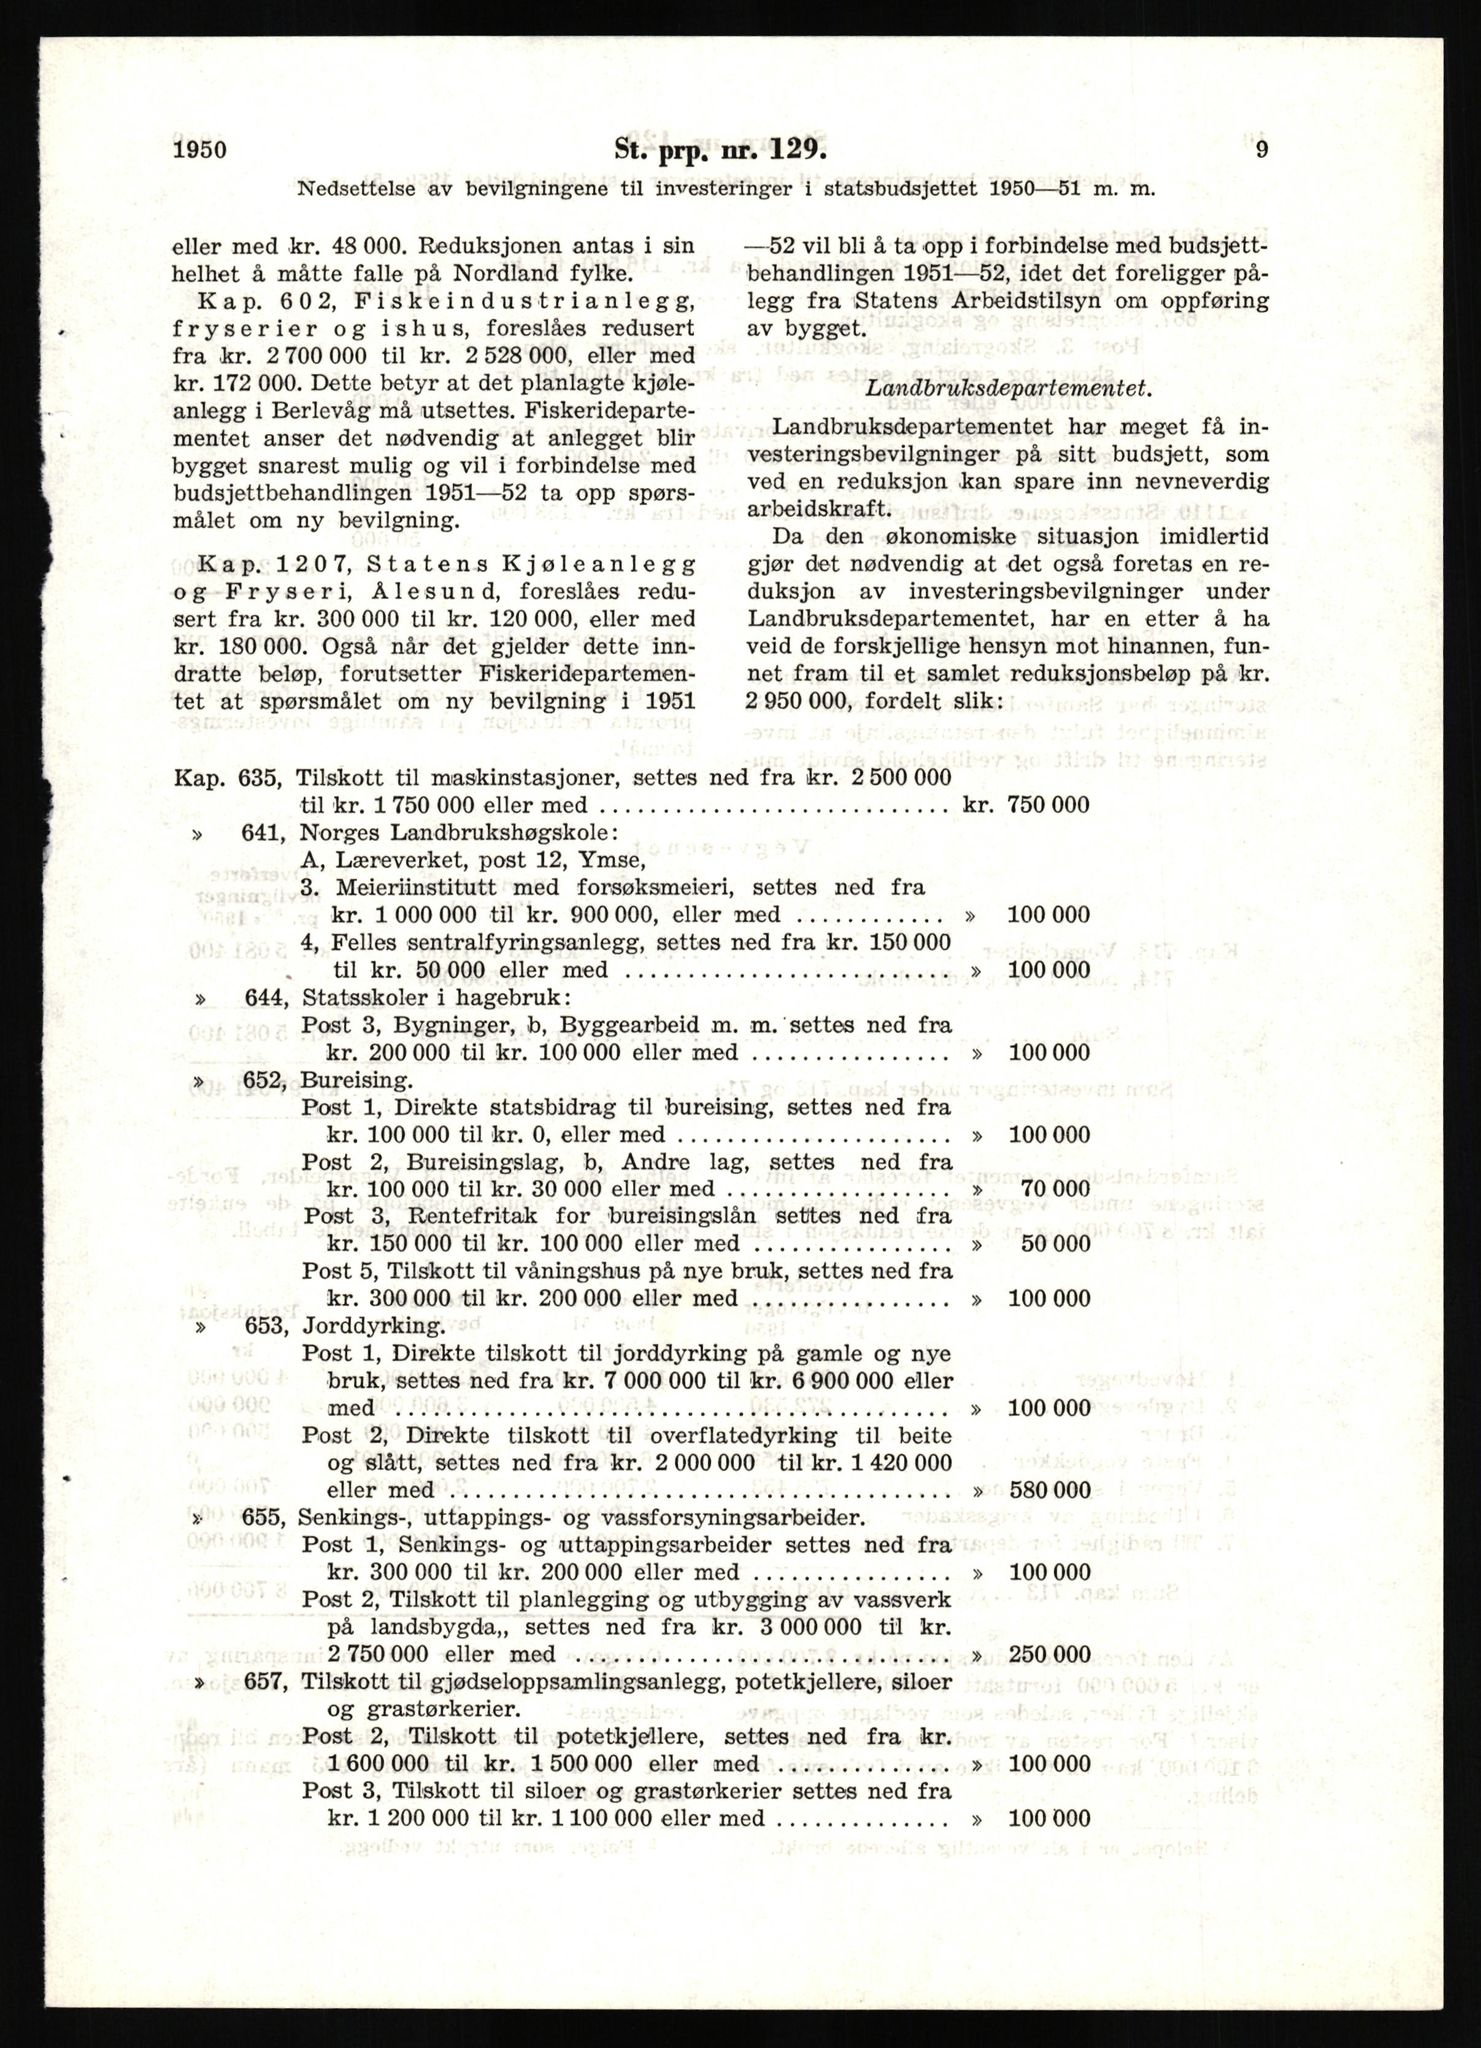 1950
St. prp. nr. 129.
9
Nedsettelse av bevilgningene til investeringer i statsbudsjettet 1950—51 m. m.
eller med kr. 48 000. Reduksjonen antas i sin
helhet å måtte falle på Nordland fylke.
Kap. 602, Fiskeindustrianlegg,
fryserier og ishus, foreslåes redusert
fra kr. 2 700 000 til kr. 2 528 000, eller med
kr. 172 000. Dette betyr at det planlagte kjøle-
anlegg i Berlevåg må utsettes. Fiskerideparte-
mentet anser det nødvendig at anlegget blir
bygget snarest mulig og vil i forbindelse med
budsjettbehandlingen 1951—52 ta opp spørs-
målet om ny bevilgning.
Kap. 1207, Statens Kjøleanlegg
og Fryseri, Ålesund, foreslåes redu-
sert fra kr. 300 000 til kr. 120 000, eller med
kr. 180 000. Også når det gjelder dette inn-
dratte beløp, forutsetter Fiskeridepartemen-
tet at spørsmålet om ny bevilgning i 1951
—52 vil bli å ta opp i forbindelse med budsjett-
behandlingen 1951—52, idet det foreligger på-
legg fra Statens Arbeidstilsyn om oppføring
av bygget.
Landbruksdepartementet.
Landbruksdepartementet har meget få in-
vesteringsbevilgninger på sitt budsjett, som
ved en reduksjon kan spare inn nevneverdig
arbeidskraft.
Da den økonomiske situasjon imidlertid
gjør det nødvendig at det også foretas en re-
duksjon av investeringsbevilgninger under
Landbruksdepartementet, har en etter å ha
veid de forskjellige hensyn mot hinannen, fun-
net fram til et samlet reduksjonsbeløp på kr.
2 950 000, fordelt slik:
Kap. 635, Tilskott til maskinstasjoner, settes ned fra kr. 2 500 000
til kr. 1 750 000 eller med ............................ kr. 750 000
» 641, Norges Landbrukshøgskole:
A, Læreverket, post 12, Ymse,
3. Meieriinstitutt med forsøksmeieri, settes ned fra
kr. 1 000 000 til kr. 900 000, eller med ............ » 100 000
4, Felles sentralfyringsanlegg, settes ned fra kr. 150 000
til kr. 50 000 eller med .......................... » 100 000
» 644, Statsskoler i hagebruk:
Post 3, Bygninger, b, Byggearbeid m. m. settes ned fra
kr. 200 000 til kr. 100 000 eller med ................ » 100 000
» 652, Bureising.
Post 1, Direkte statsbidrag til bureising, settes ned fra
kr. 100 000 til kr. 0, eller med ...................... » 100 000
Post 2, Bureisingslag, b, Andre lag, settes ned fra
kr. 100 000 til kr. 30 000 eller med .................. » 70 000
Post 3, Rentefritak for bureisingslån settes ned fra
kr. 150 000 til kr. 100 000 eller med ................ » 50 000
Post 5, Tilskott til våningshus på nye bruk, settes ned fra
kr. 300 000 til kr. 200 000 eller med ................ » 100 000
» 653, Jorddyrking.
Post 1, Direkte tilskott til jorddyrking på gamle og nye
bruk, settes ned fra kr. 7 000 000 til kr. 6 900 000 eller
med ............................................ » 100 000
Post 2, Direkte tilskott til overflatedyrking til beite
og slått, settes ned fra kr. 2 000 000 til kr. 1 420 000
eller med ........................................ » 580 000
» 655, Senkings-, uttappings- og vassforsyningsarbeider.
Post 1, Senkings- og uttappingsarbeider settes ned fra
kr. 300 000 til kr. 200 000 eller med ................ » 100 000
Post 2, Tilskott til planlegging og utbygging av vassverk
på landsbygda,, settes ned fra kr. 3 000 000 til kr.
2 750 000 eller med .............................. » 250 000
» 657, Tilskott til gjødseloppsamlingsanlegg, potetkjellere, siloer
og grastørkerier.
Post 2, Tilskott til potetkjellere, settes ned fra kr.
1 600 000 til kr. 1 500 000 eller med .............. » 100 000
Post 3, Tilskott til siloer og grastørkerier settes ned fra
kr. 1 200 000 til kr. 1 100 000 eller med .............. » 100 000